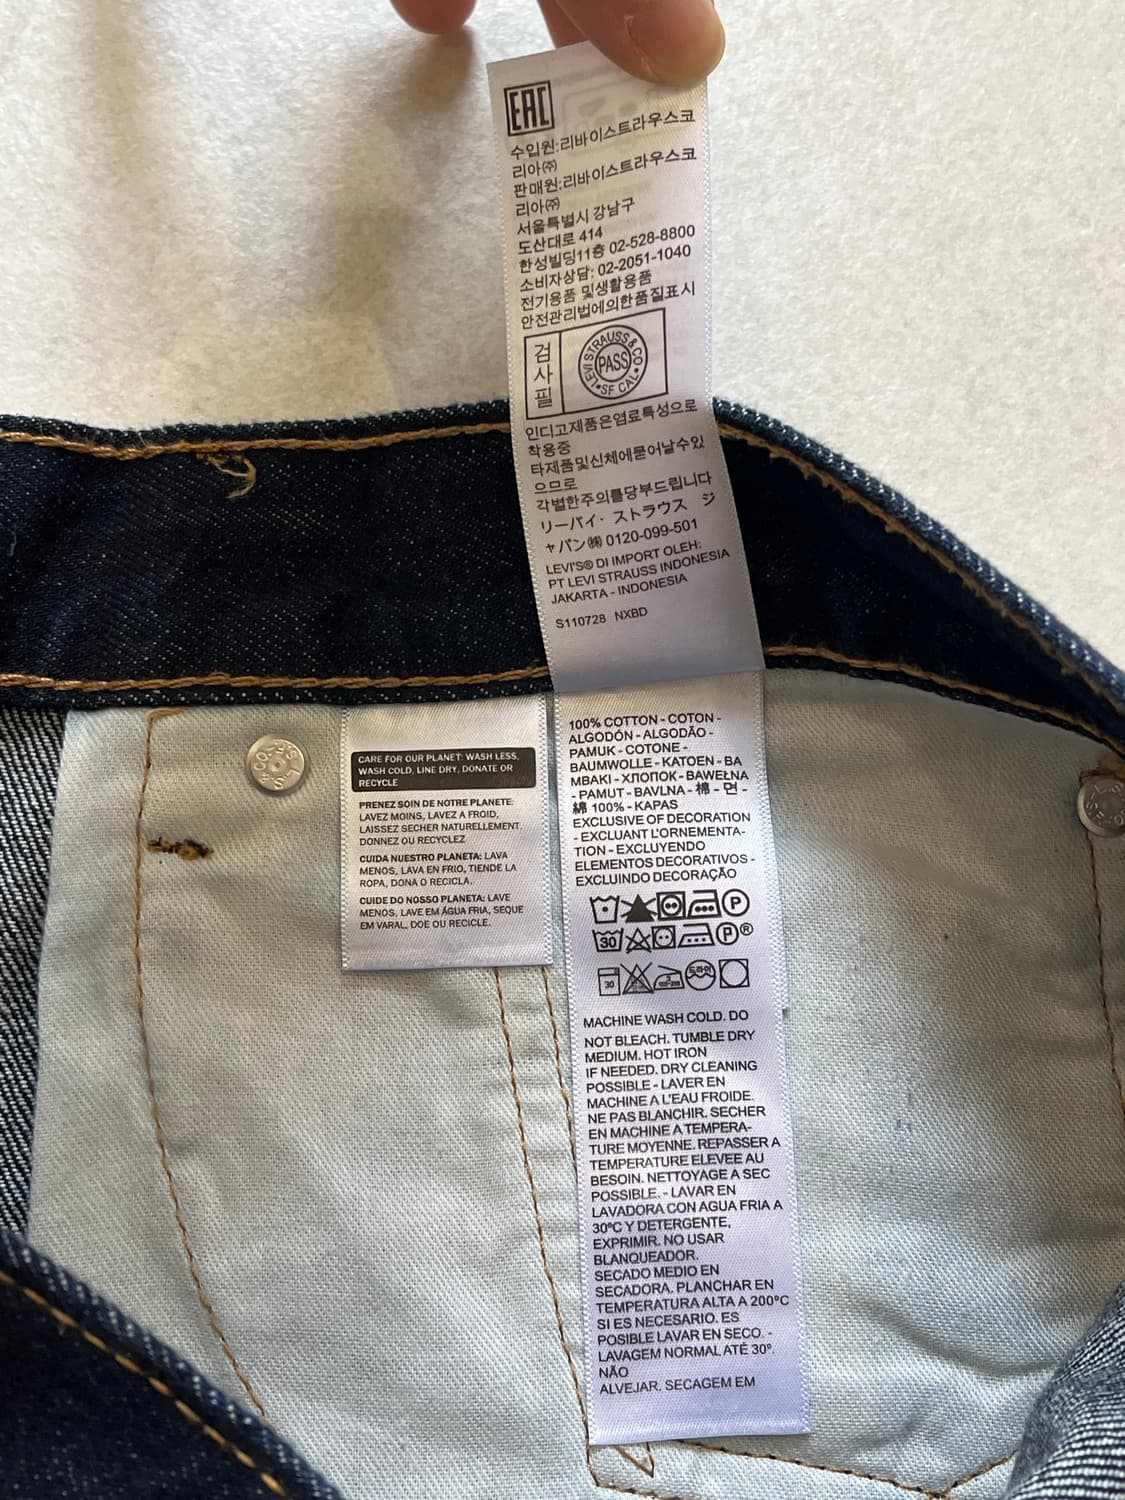 EAC
수입원:리바이스트라우스코
리아㈜
판매원:리바이스트라우스코
리아㈜
서울특별시 강남구
도산대로 414
한성빌딩11층 02-528-8800
소비자상담: 02-2051-1040
전기용품 및생활용품
안전관리법에의한품질표시
검
사
필
LEVI STRAUSS & CO
PASS
SF CAL
인디고제품은염료특성으로
착용중
타제품및신체에묻어날수있
으므로
각별한주의를당부드립니다
リーバイ・ストラウス ジ
ャパン㈱ 0120-099-501
LEVI'S® DI IMPORT OLEH:
PT LEVI STRAUSS INDONESIA
JAKARTA - INDONESIA
S110728 NXBD
CARE FOR OUR PLANET: WASH LESS,
WASH COLD, LINE DRY, DONATE OR
RECYCLE
PRENEZ SOIN DE NOTRE PLANETE:
LAVEZ MOINS, LAVEZ A FROID,
LAISSEZ SECHER NATURELLEMENT,
DONNEZ OU RECYCLEZ
CUIDA NUESTRO PLANETA: LAVA
MENOS, LAVA EN FRIO, TIENDE LA
ROPA, DONA O RECICLA.
CUIDE DO NOSSO PLANETA: LAVE
MENOS, LAVE EM ÁGUA FRIA, SEQUE
EM VARAL, DOE OU RECICLE.
100% COTTON - COTON -
ALGODÓN - ALGODÃO -
PAMUK - COTONE -
BAUMWOLLE - KATOEN - BA
MBAKI - ХЛОПОК - BAWEŁNA
- PAMUT - BAVLNA - 棉 - 면 -
綿 100% - KAPAS
EXCLUSIVE OF DECORATION
- EXCLUANT L'ORNEMENTA-
TION - EXCLUYENDO
ELEMENTOS DECORATIVOS -
EXCLUINDO DECORAÇÃO
P
30 P®
30 드라이
MACHINE WASH COLD. DO
NOT BLEACH. TUMBLE DRY
MEDIUM. HOT IRON
IF NEEDED. DRY CLEANING
POSSIBLE - LAVER EN
MACHINE A L'EAU FROIDE.
NE PAS BLANCHIR. SECHER
EN MACHINE A TEMPERA-
TURE MOYENNE. REPASSER A
TEMPERATURE ELEVEE AU
BESOIN. NETTOYAGE A SEC
POSSIBLE. - LAVAR EN
LAVADORA CON AGUA FRIA A
30ºC Y DETERGENTE,
EXPRIMIR. NO USAR
BLANQUEADOR.
SECADO MEDIO EN
SECADORA. PLANCHAR EN
TEMPERATURA ALTA A 200ºC
SI ES NECESARIO. ES
POSIBLE LAVAR EN SECO. -
LAVAGEM NORMAL ATÉ 30º.
NÃO
ALVEJAR. SECAGEM EM